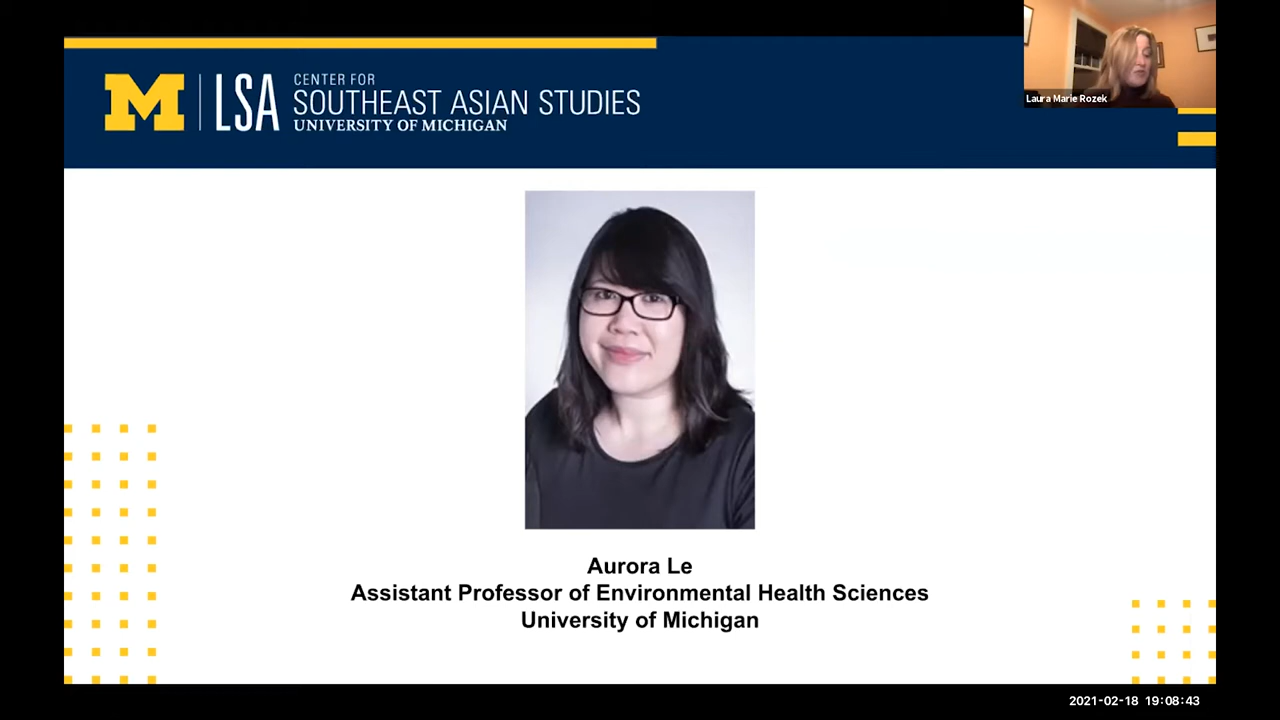 M LSA CENTER FOR
SOUTHEAST ASIAN STUDIES
UNIVERSITY OF MICHIGAN
Laura Marie Rozek
Aurora Le
Assistant Professor of Environmental Health Sciences
University of Michigan
2021-02-18 19:08:43